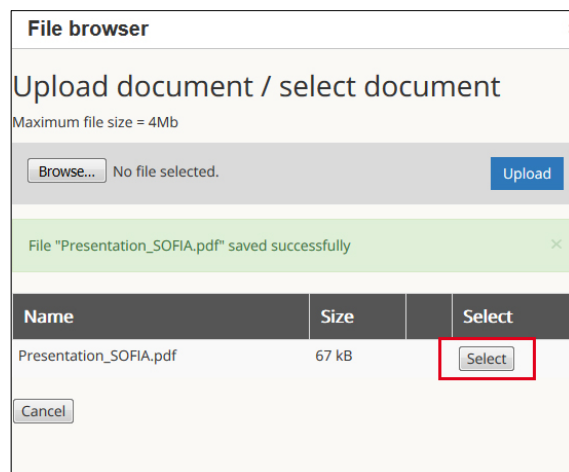 File browser
Upload document / select document
Maximum file size = 4Mb
Browse... No file selected. Upload
File "Presentation_SOFIA.pdf" saved successfully ×
Name Size Select
Presentation_SOFIA.pdf 67 kB Select
Cancel